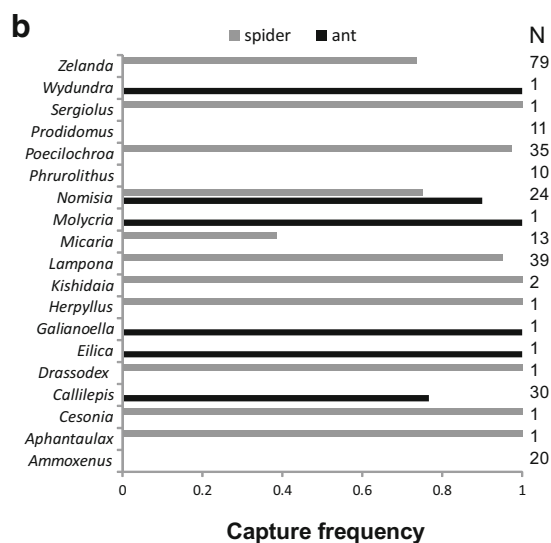 b
spider ant N
Zelanda 79
Wydundra 1
Sergiolus 1
Prodidomus 11
Poecilochroa 35
Phrurolithus 10
Nomisia 24
Molycria 1
Micaria 13
Lampona 39
Kishidaia 2
Herpyllus 1
Galianoella 1
Eilica 1
Drassodex 1
Callilepis 30
Cesonia 1
Aphantaulax 1
Ammoxenus 20
0 0.2 0.4 0.6 0.8 1
Capture frequency